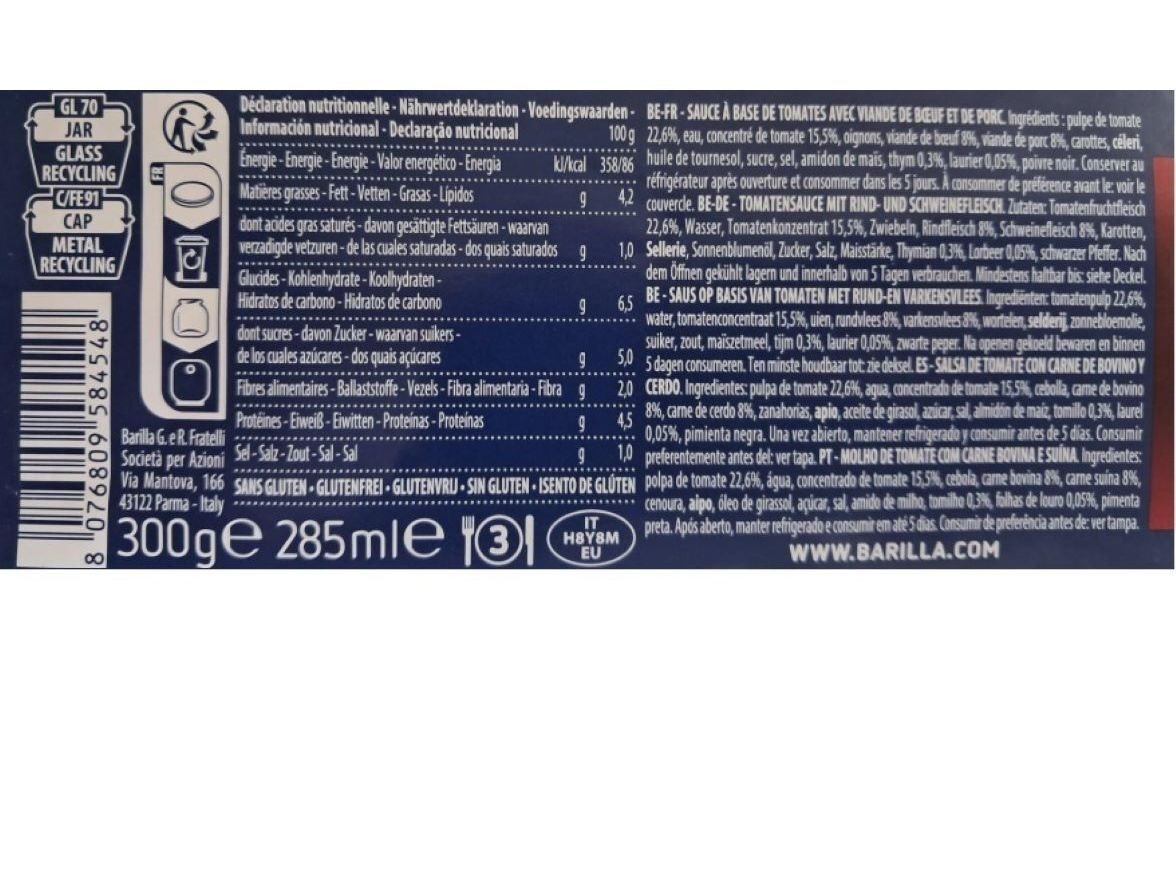 GL 70
JAR
GLASS
RECYCLING
C/FE91
CAP
METAL
RECYCLING
FR
8 076809 584548
Déclaration nutritionnelle - Nährwertdeklaration - Voedingswaarden -
Información nutricional - Declaração nutricional 100 g
Énergie - Energie - Energie - Valor energético - Energia kJ/kcal 358/86
Matières grasses - Fett - Vetten - Grasas - Lípidos g 4,2
dont acides gras saturés - davon gesättigte Fettsäuren - waarvan
verzadigde vetzuren - de las cuales saturadas - dos quais saturados g 1,0
Glucides - Kohlenhydrate - Koolhydraten -
Hidratos de carbono - Hidratos de carbono g 6,5
dont sucres - davon Zucker - waarvan suikers -
de los cuales azúcares - dos quais açúcares g 5,0
Fibres alimentaires - Ballaststoffe - Vezels - Fibra alimentaria - Fibra g 2,0
Protéines - Eiweiß - Eiwitten - Proteínas - Proteínas g 4,5
Sel - Salz - Zout - Sal - Sal g 1,0
SANS GLUTEN • GLUTENFREI • GLUTENVRIJ • SIN GLUTEN • ISENTO DE GLÚTEN
Barilla G. e R. Fratelli
Società per Azioni
Via Mantova, 166
43122 Parma - Italy
300g e 285ml e 3
IT
H8Y8M
EU
BE-FR - SAUCE À BASE DE TOMATES AVEC VIANDE DE BŒUF ET DE PORC. Ingrédients : pulpe de tomate
22,6%, eau, concentré de tomate 15,5%, oignons, viande de bœuf 8%, viande de porc 8%, carottes, céleri,
huile de tournesol, sucre, sel, amidon de maïs, thym 0,3%, laurier 0,05%, poivre noir. Conserver au
réfrigérateur après ouverture et consommer dans les 5 jours. À consommer de préférence avant le: voir le
couvercle. BE-DE - TOMATENSAUCE MIT RIND- UND SCHWEINEFLEISCH. Zutaten: Tomatenfruchtfleisch
22,6%, Wasser, Tomatenkonzentrat 15,5%, Zwiebeln, Rindfleisch 8%, Schweinefleisch 8%, Karotten,
Sellerie, Sonnenblumenöl, Zucker, Salz, Maisstärke, Thymian 0,3%, Lorbeer 0,05%, schwarzer Pfeffer. Nach
dem Öffnen gekühlt lagern und innerhalb von 5 Tagen verbrauchen. Mindestens haltbar bis: siehe Deckel.
BE - SAUS OP BASIS VAN TOMATEN MET RUND-EN VARKENSVLEES. Ingrediënten: tomatenpulp 22,6%,
water, tomatenconcentraat 15,5%, uien, rundvlees 8%, varkensvlees 8%, wortelen, selderij, zonnebloemolie,
suiker, zout, maïszetmeel, tijm 0,3%, laurier 0,05%, zwarte peper. Na openen gekoeld bewaren en binnen
5 dagen consumeren. Ten minste houdbaar tot: zie deksel. ES - SALSA DE TOMATE CON CARNE DE BOVINO Y
CERDO. Ingredientes: pulpa de tomate 22,6%, agua, concentrado de tomate 15,5%, cebolla, carne de bovino
8%, carne de cerdo 8%, zanahorias, apio, aceite de girasol, azúcar, sal, almidón de maíz, tomillo 0,3%, laurel
0,05%, pimienta negra. Una vez abierto, mantener refrigerado y consumir antes de 5 días. Consumir
preferentemente antes del: ver tapa. PT - MOLHO DE TOMATE COM CARNE BOVINA E SUÍNA. Ingredientes:
polpa de tomate 22,6%, água, concentrado de tomate 15,5%, cebola, carne bovina 8%, carne suína 8%,
cenoura, aipo, óleo de girassol, açúcar, sal, amido de milho, tomilho 0,3%, folhas de louro 0,05%, pimenta
preta. Após aberto, manter refrigerado e consumir em até 5 dias. Consumir de preferência antes de: ver tampa.
WWW.BARILLA.COM